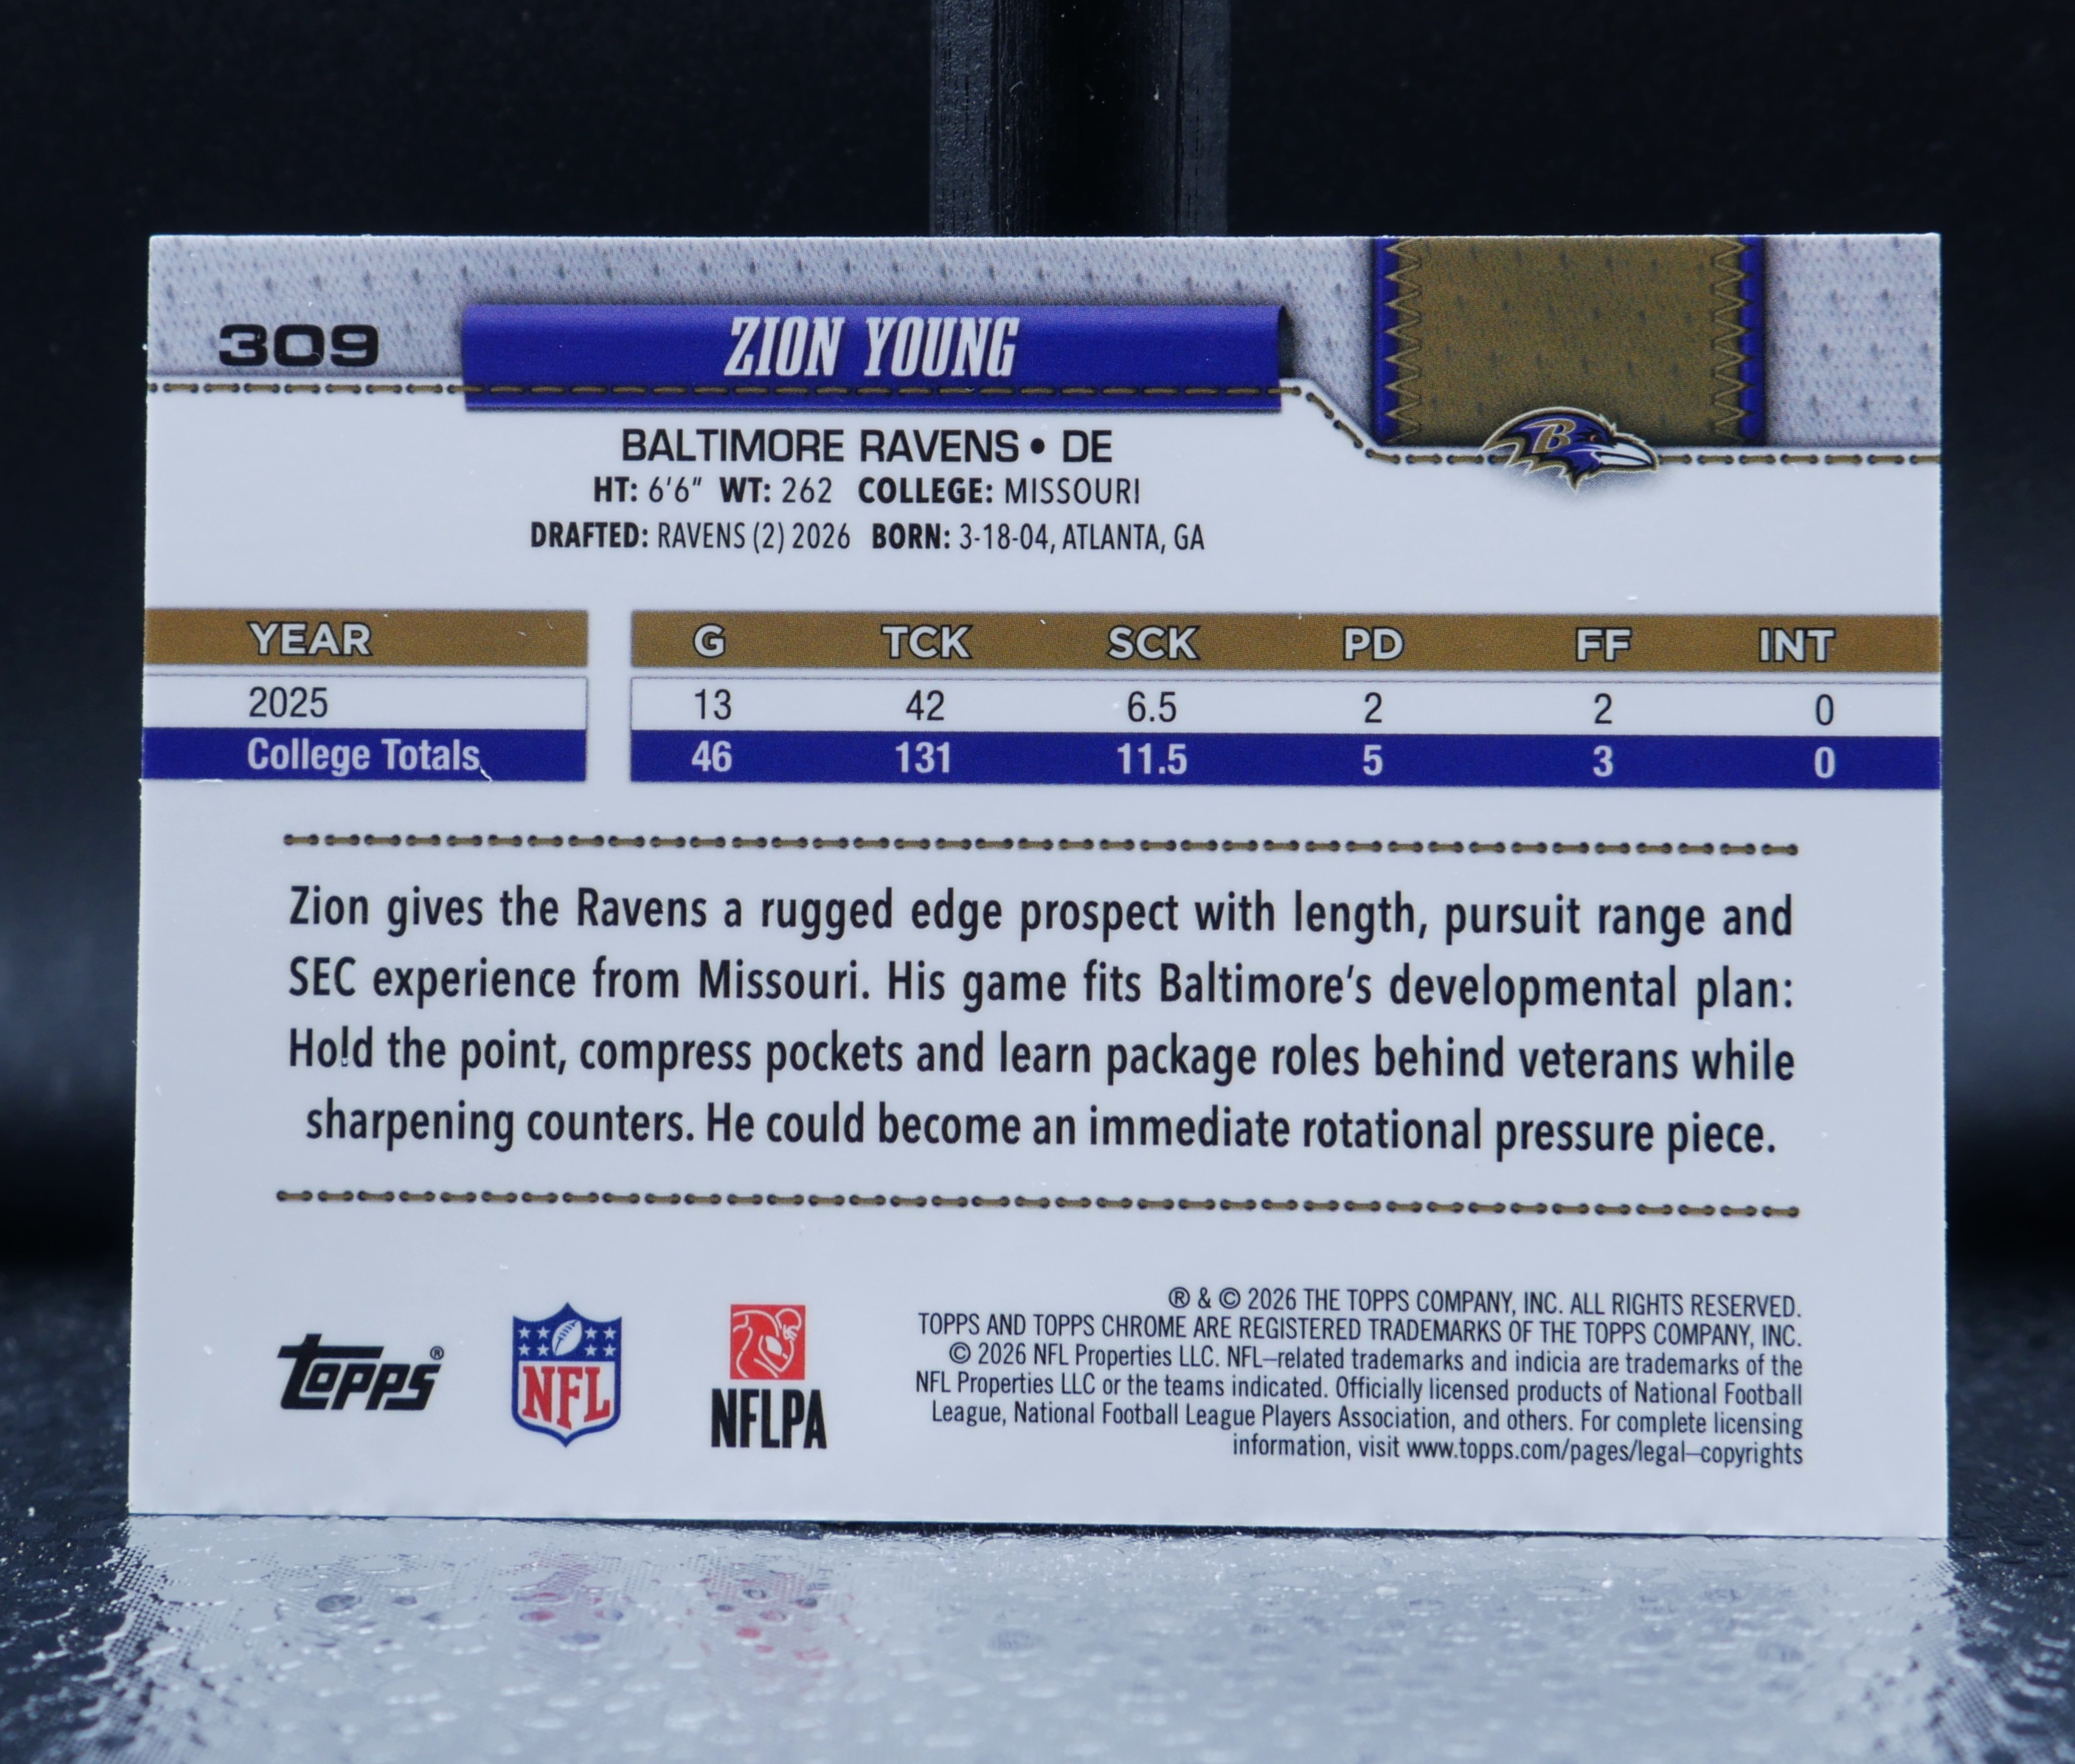 309
ZION YOUNG
BALTIMORE RAVENS • DE
HT: 6'6" WT: 262 COLLEGE: MISSOURI
DRAFTED: RAVENS (2) 2026 BORN: 3-18-04, ATLANTA, GA
B
YEAR G TCK SCK PD FF INT
2025 13 42 6.5 2 2 0
College Totals 46 131 11.5 5 3 0
Zion gives the Ravens a rugged edge prospect with length, pursuit range and
SEC experience from Missouri. His game fits Baltimore's developmental plan:
Hold the point, compress pockets and learn package roles behind veterans while
sharpening counters. He could become an immediate rotational pressure piece.
® & © 2026 THE TOPPS COMPANY, INC. ALL RIGHTS RESERVED.
TOPPS AND TOPPS CHROME ARE REGISTERED TRADEMARKS OF THE TOPPS COMPANY, INC.
© 2026 NFL Properties LLC. NFL–related trademarks and indicia are trademarks of the
NFL Properties LLC or the teams indicated. Officially licensed products of National Football
League, National Football League Players Association, and others. For complete licensing
information, visit www.topps.com/pages/legal–copyrights
topps®
NFL
NFLPA